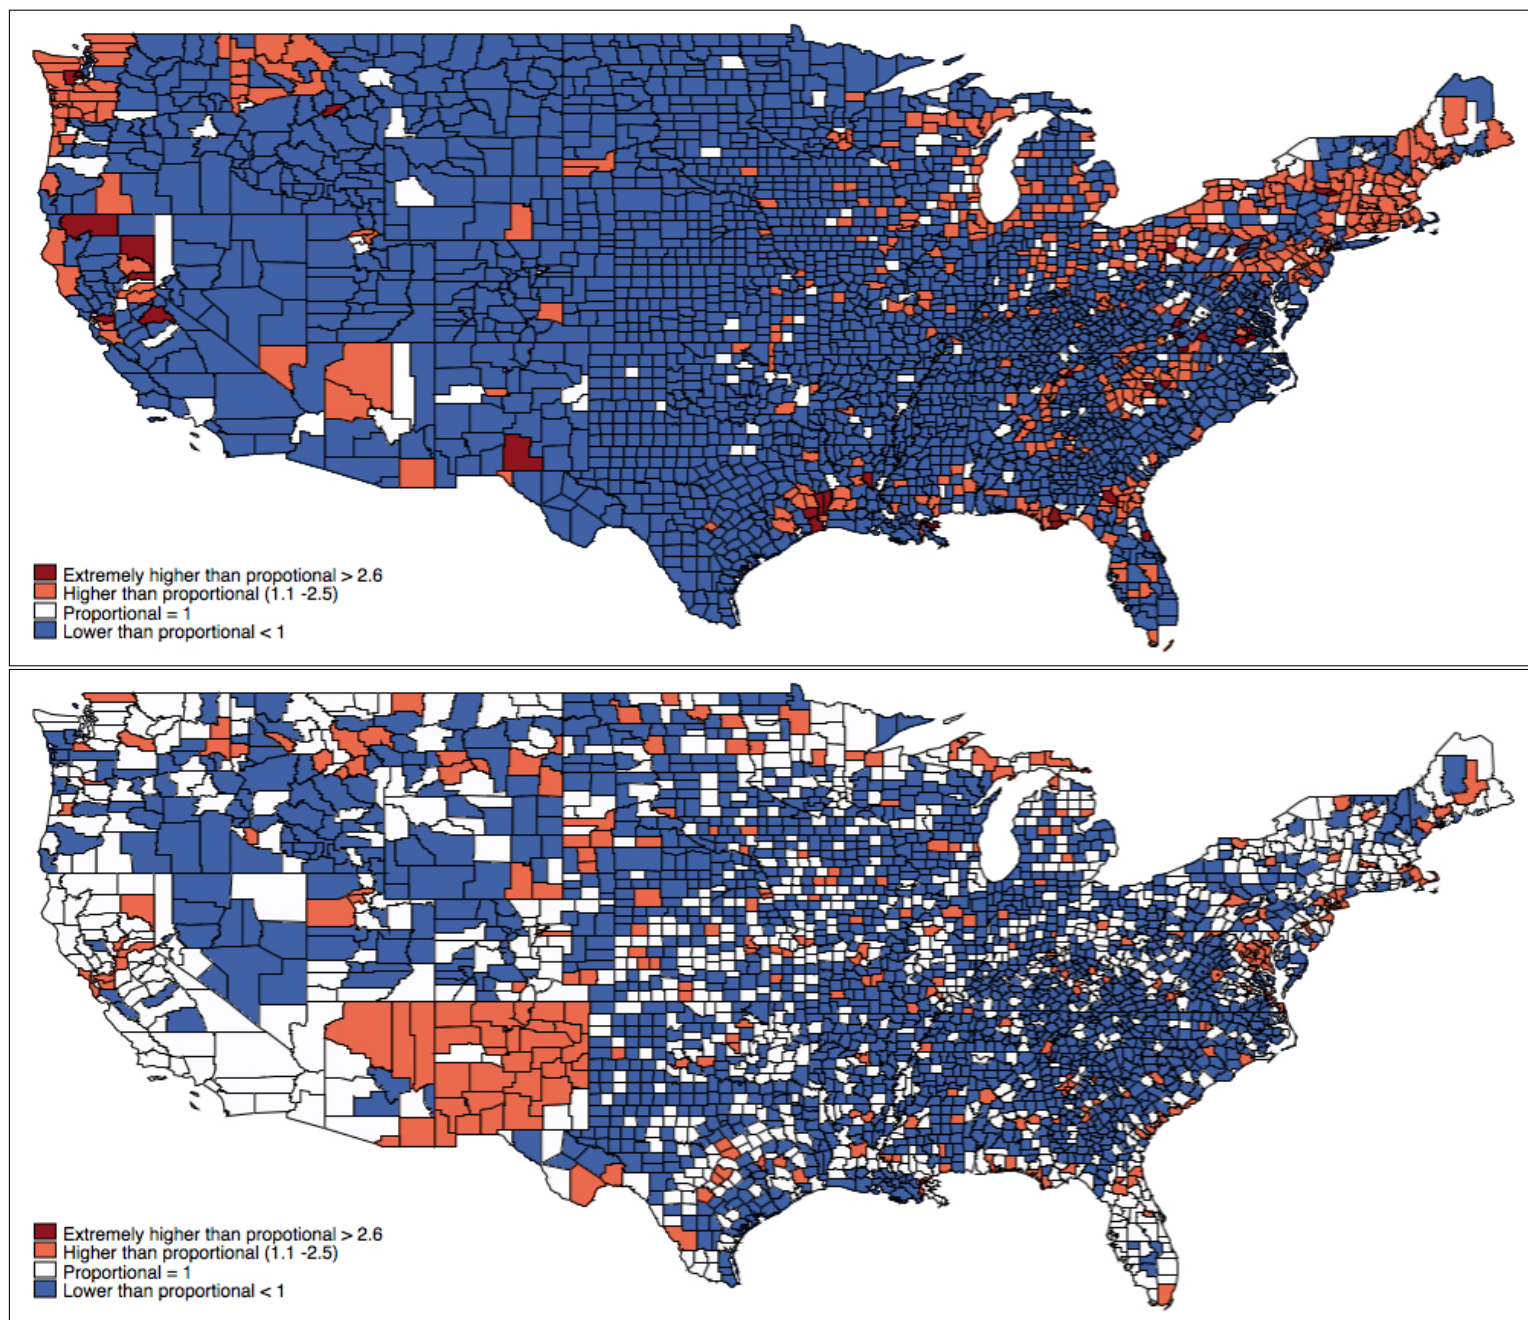 Extremely higher than propotional > 2.6
Higher than proportional (1.1 -2.5)
Proportional = 1
Lower than proportional < 1
Extremely higher than propotional > 2.6
Higher than proportional (1.1 -2.5)
Proportional = 1
Lower than proportional < 1